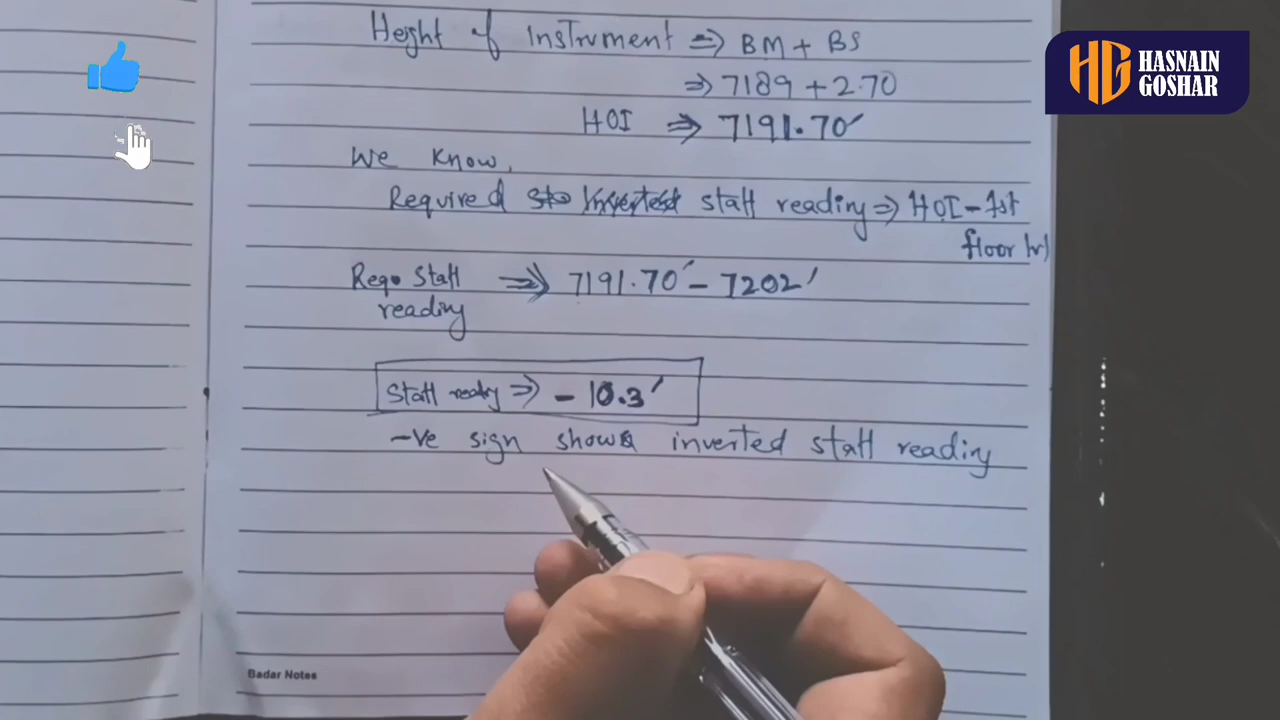 Height of Instrument ⇒ BM + BS
⇒ 7189 + 2.70
HOI ⇒ 7191.70′
We Know,
Required staff reading ⇒ HOI - 1st
floor lvl
Reqo Staff ⇒ 7191.70′ - 7202′
reading
Staff reading ⇒ - 10.3′
-Ve sign shows inverted staff reading
HASNAIN
GOSHAR
Badar Notes